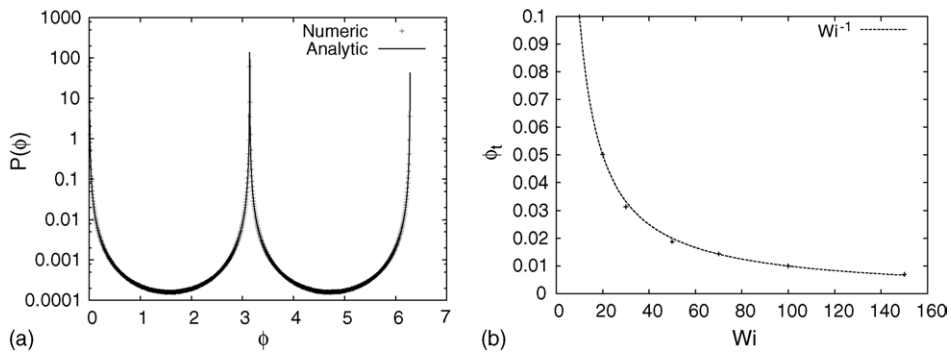 1000
100
10
1
0.1
0.01
0.001
0.0001
P(ϕ)
Numeric
Analytic
0 1 2 3 4 5 6 7
ϕ
(a)
0.1
0.09
0.08
0.07
0.06
0.05
0.04
0.03
0.02
0.01
0
ϕt
Wi-1
0 20 40 60 80 100 120 140 160
Wi
(b)